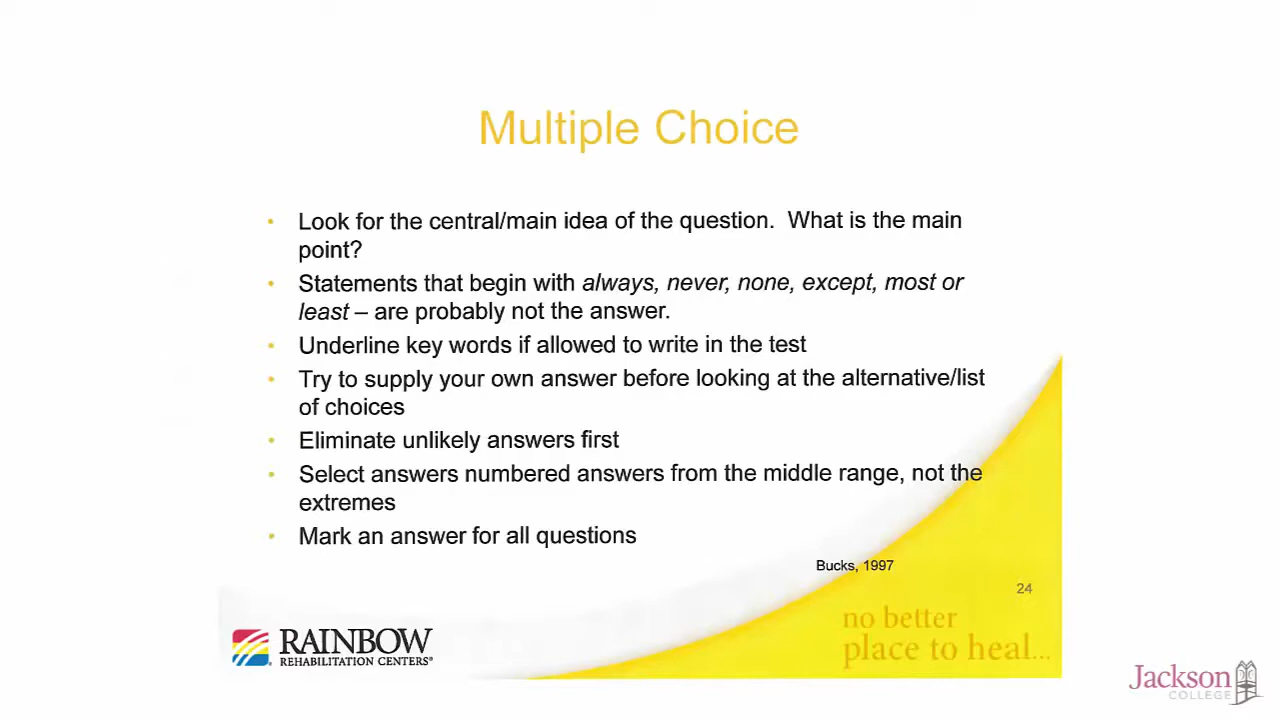 Multiple Choice
• Look for the central/main idea of the question.  What is the main
point?
• Statements that begin with always, never, none, except, most or
least – are probably not the answer.
• Underline key words if allowed to write in the test
• Try to supply your own answer before looking at the alternative/list
of choices
• Eliminate unlikely answers first
• Select answers numbered answers from the middle range, not the
extremes
• Mark an answer for all questions
Bucks, 1997
24
no better
place to heal...
RAINBOW
REHABILITATION CENTERS®
Jackson
COLLEGE